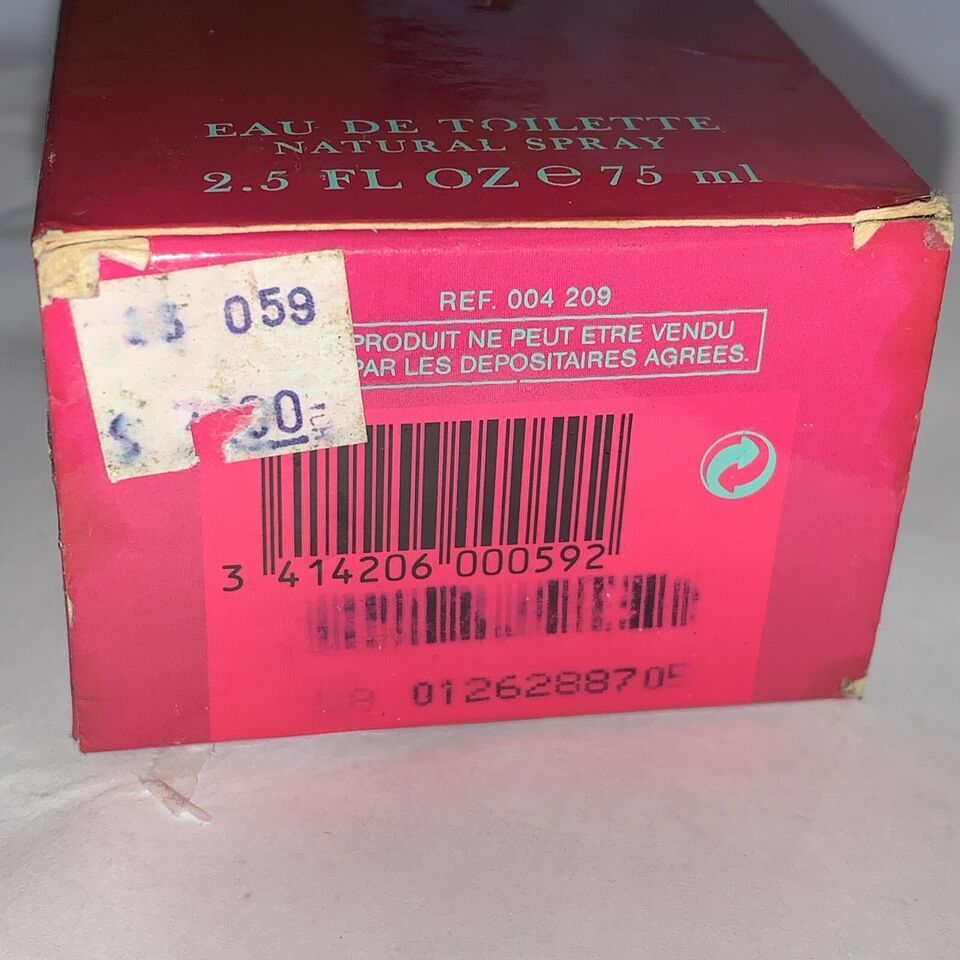 EAU DE TOILETTE
NATURAL SPRAY
2.5 FL OZ e 75 ml
059
$
REF. 004 209
PRODUIT NE PEUT ETRE VENDU
PAR LES DEPOSITAIRES AGREES.
3 414206 000592
0126288705